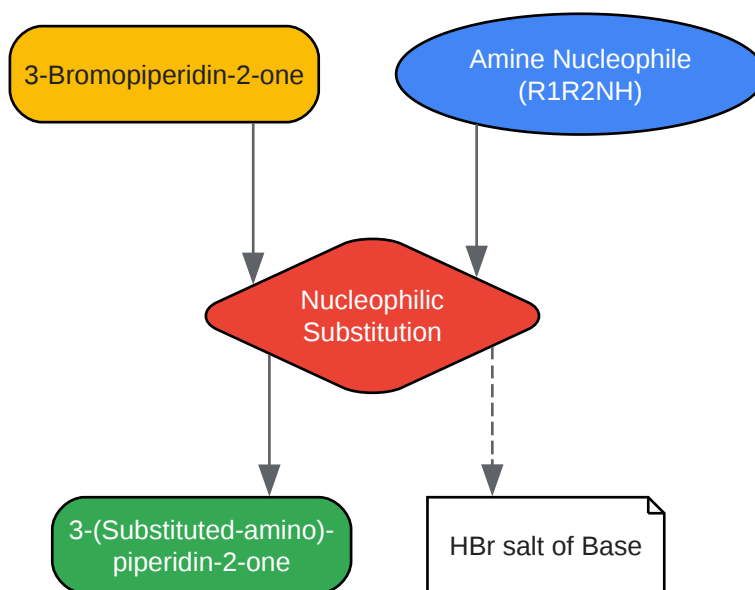 3-Bromopiperidin-2-one
Amine Nucleophile
(R1R2NH)
Nucleophilic
Substitution
3-(Substituted-amino)-
piperidin-2-one
HBr salt of Base